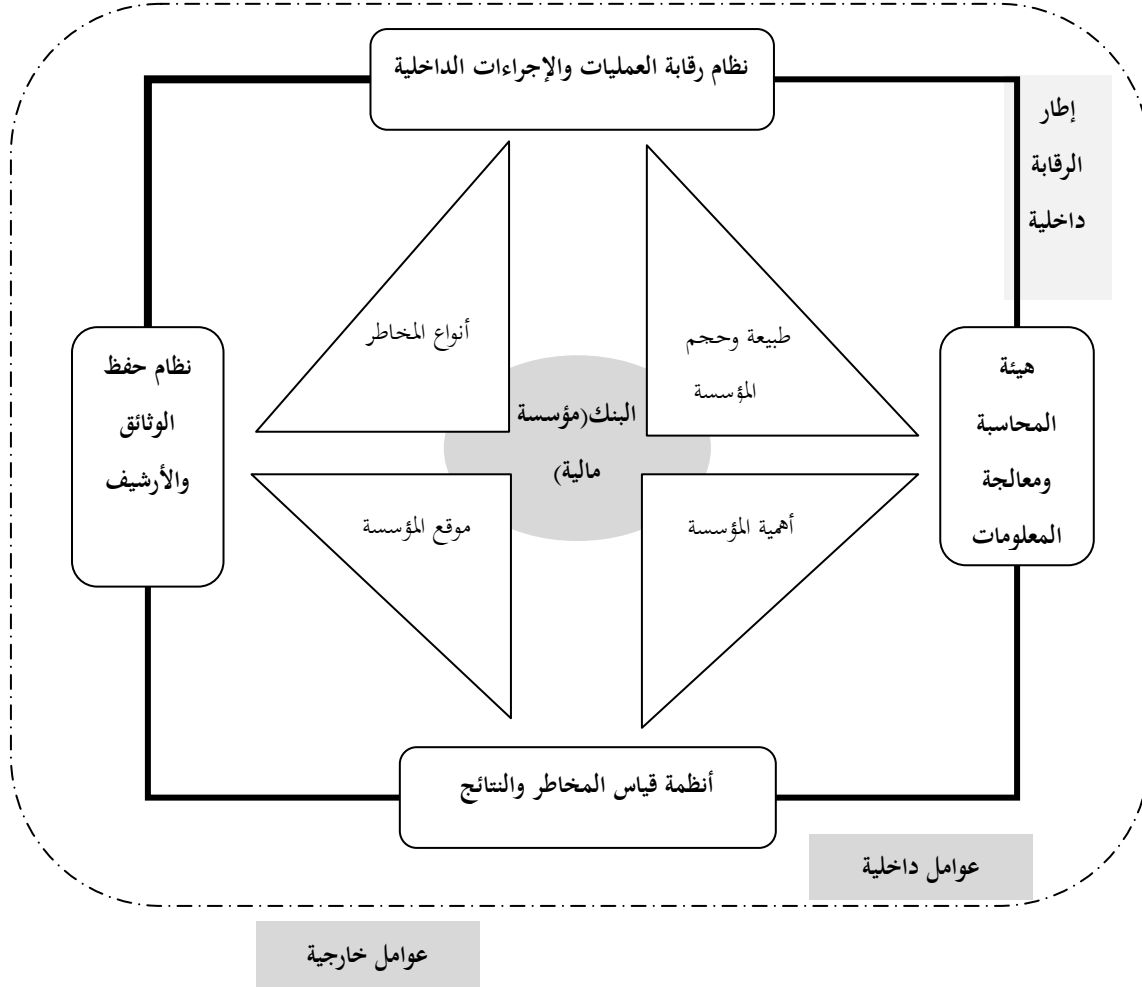 نظام رقابة العمليات والإجراءات الداخلية
إطار
الرقابة
داخلية
طبيعة وحجم
المؤسسة
أنواع المخاطر
هيئة
المحاسبة
ومعالجة
المعلومات
البنك(مؤسسة
مالية)
نظام حفظ
الوثائق
والأرشيف
أهمية المؤسسة
موقع المؤسسة
أنظمة قياس المخاطر والنتائج
عوامل داخلية
عوامل خارجية